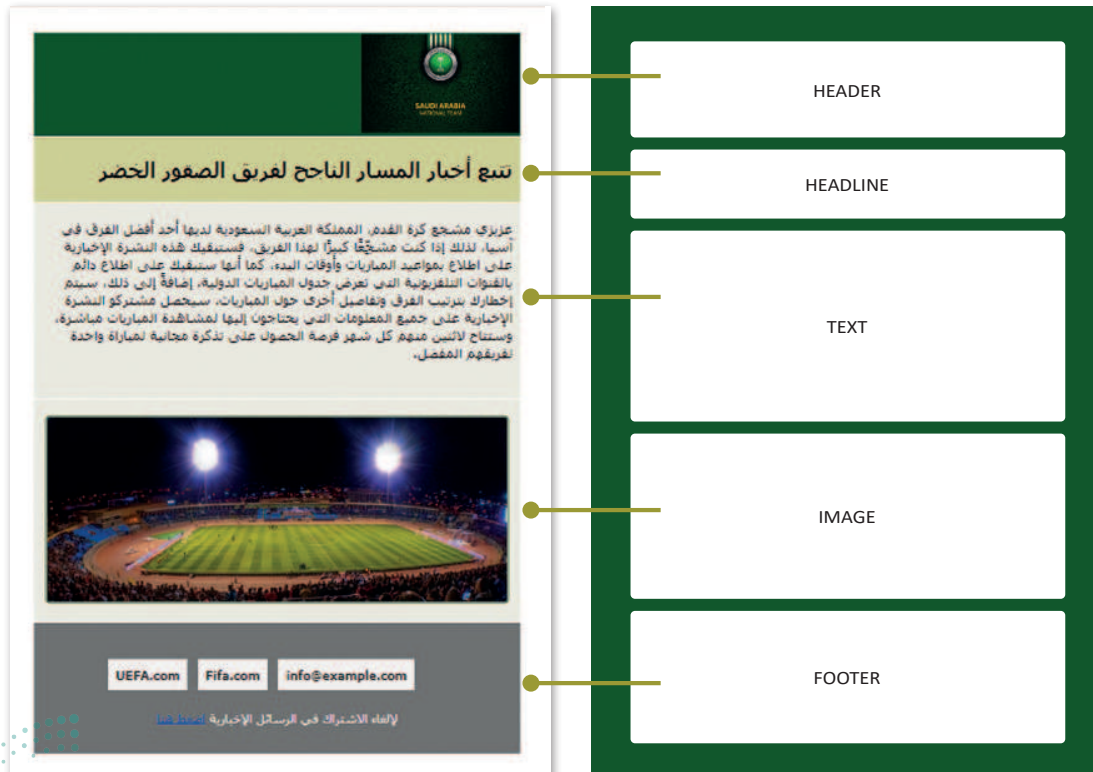 SAUDI ARABIA
NATIONAL TEAM
تتبع أخبار المسار الناجح لفريق الصقور الخضر
عزيزي مشجع كرة القدم، المملكة العربية السعودية لديها أحد أفضل الفرق في
آسيا، لذلك إذا كنت مشجّعًا كبيرًا لهذا الفريق، فستبقيك هذه النشرة الإخبارية
على اطلاع بمواعيد المباريات وأوقات البدء، كما أنها ستبقيك على اطلاع دائم
بالقنوات التلفزيونية التي تعرض جدول المباريات الدولية، إضافةً إلى ذلك، سيتم
إخطارك بترتيب الفرق وتفاصيل أخرى حول المباريات، سيحصل مشتركو النشرة
الإخبارية على جميع المعلومات التي يحتاجون إليها لمشاهدة المباريات مباشرة،
وستتاح لاثنين منهم كل شهر فرصة الحصول على تذكرة مجانية لمباراة واحدة
لفريقهم المفضل.
UEFA.com Fifa.com info@example.com
لإلغاء الاشتراك في الرسائل الإخبارية اضغط هنا
HEADER
HEADLINE
TEXT
IMAGE
FOOTER